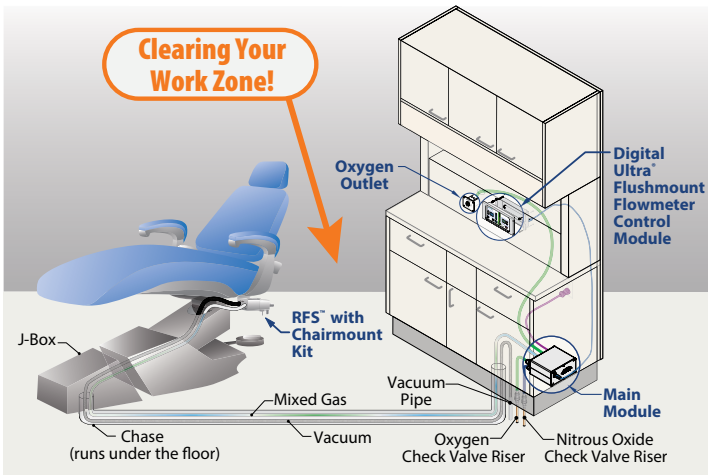 Clearing Your
Work Zone!
Oxygen
Outlet
Digital
Ultra™
Flushmount
Flowmeter
Control
Module
RFS™ with
Chairmount
Kit
J-Box
Mixed Gas
Vacuum
Pipe
Main
Module
Chase
(runs under the floor)
Vacuum
Oxygen
Check Valve Riser
Nitrous Oxide
Check Valve Riser